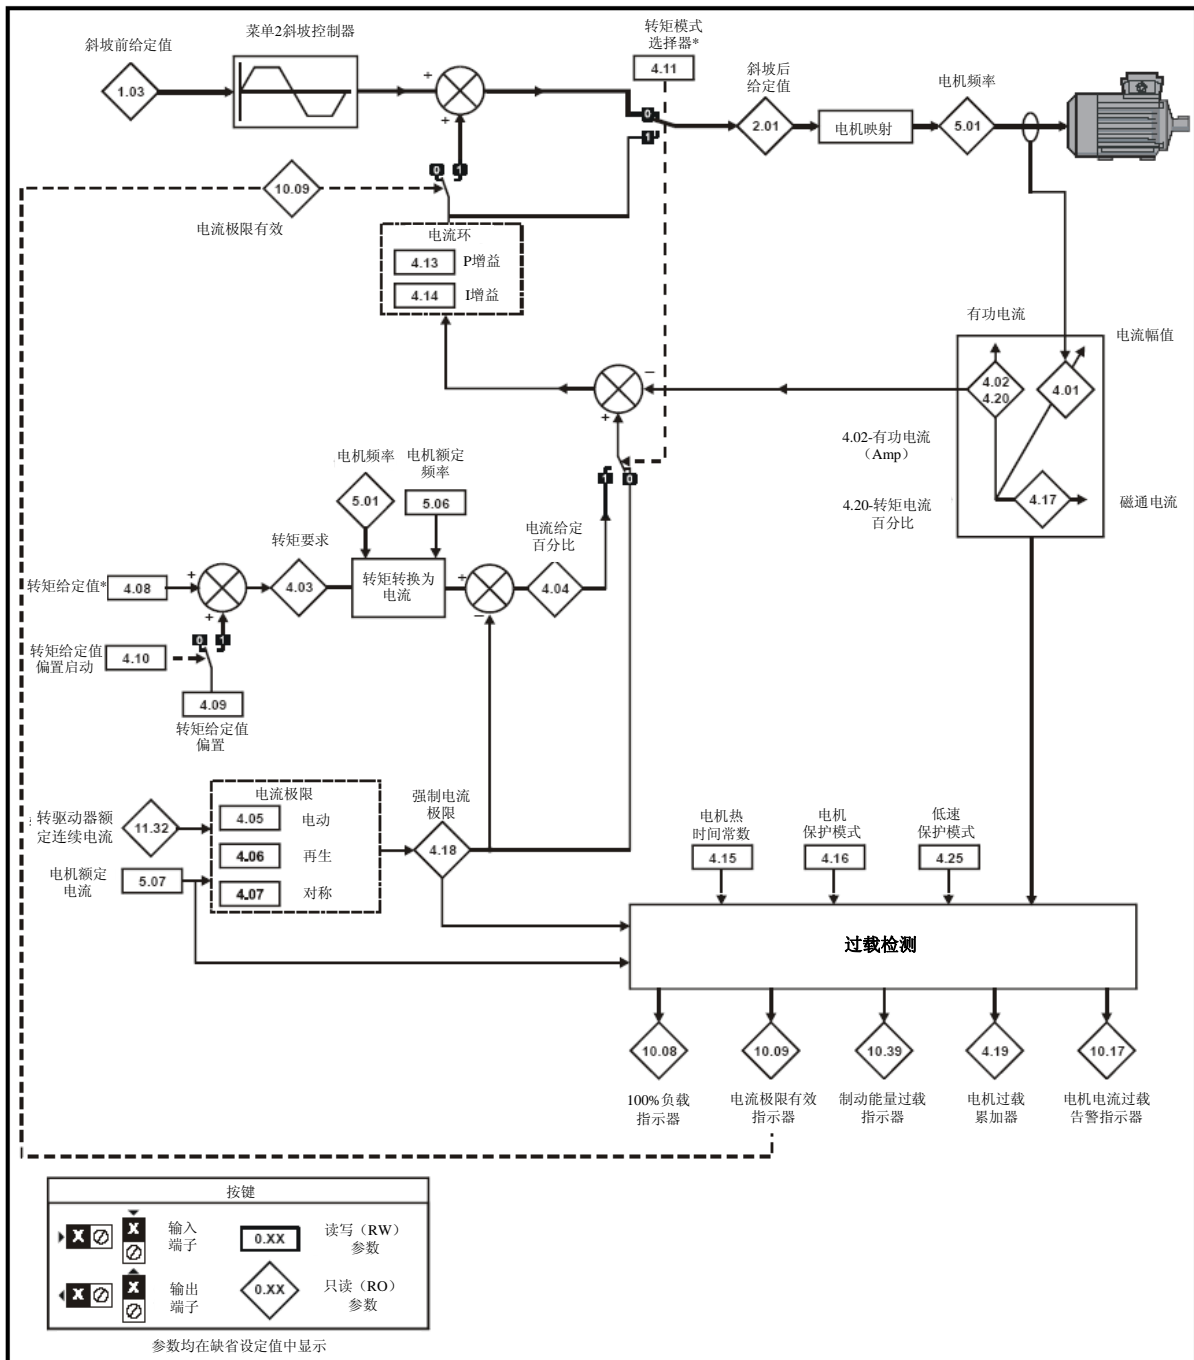 斜坡前给定值
1.03
菜单2斜坡控制器
+
+
转矩模式
选择器*
4.11
0
1
斜坡后
给定值
2.01
电机映射
电机频率
5.01
10.09
电流极限有效
0 1
电流环
4.13
P增益
4.14
I增益
有功电流
电流幅值
4.02
4.20
4.01
4.17
磁通电流
4.02-有功电流
（Amp）
4.20-转矩电流
百分比
−
+
1 0
电机频率
5.01
电机额定
频率
5.06
转矩要求
4.03
转矩转换为
电流
电流给定
百分比
4.04
+
−
转矩给定值*
4.08
+
+
0 1
转矩给定值
偏置启动
4.10
4.09
转矩给定值
偏置
转驱动器额
定连续电流
11.32
电机额定
电流
5.07
电流极限
4.05
电动
4.06
再生
4.07
对称
强制电流
极限
4.18
电机热
时间常数
4.15
电机
保护模式
4.16
低速
保护模式
4.25
过载检测
10.08
10.09
10.39
4.19
10.17
100%负载
指示器
电流极限有效
指示器
制动能量过载
指示器
电机过载
累加器
电机电流过载
告警指示器
按键
X
X
输入
端子
0.XX
读写（RW）
参数
X
X
输出
端子
0.XX
只读（RO）
参数
参数均在缺省设定值中显示